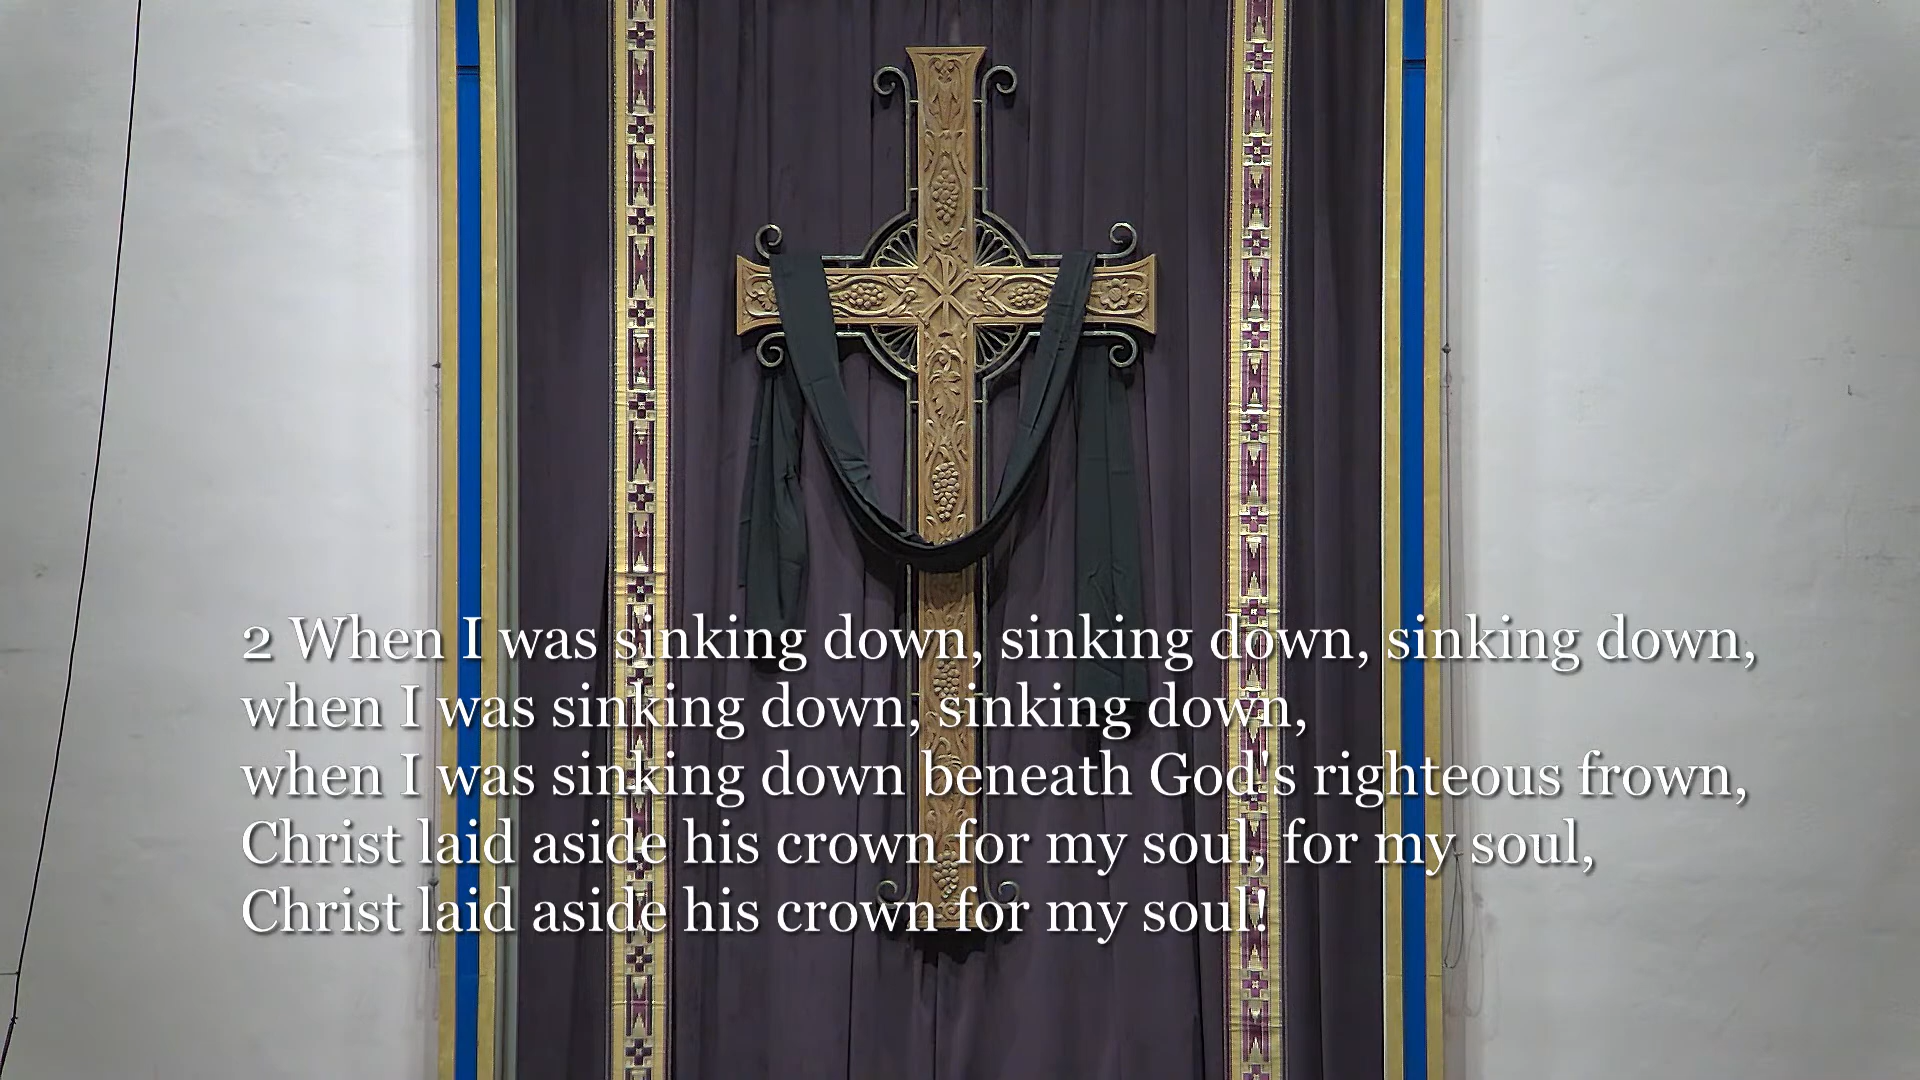 2 When I was sinking down, sinking down, sinking down,
when I was sinking down, sinking down,
when I was sinking down beneath God's righteous frown,
Christ laid aside his crown for my soul, for my soul,
Christ laid aside his crown for my soul!